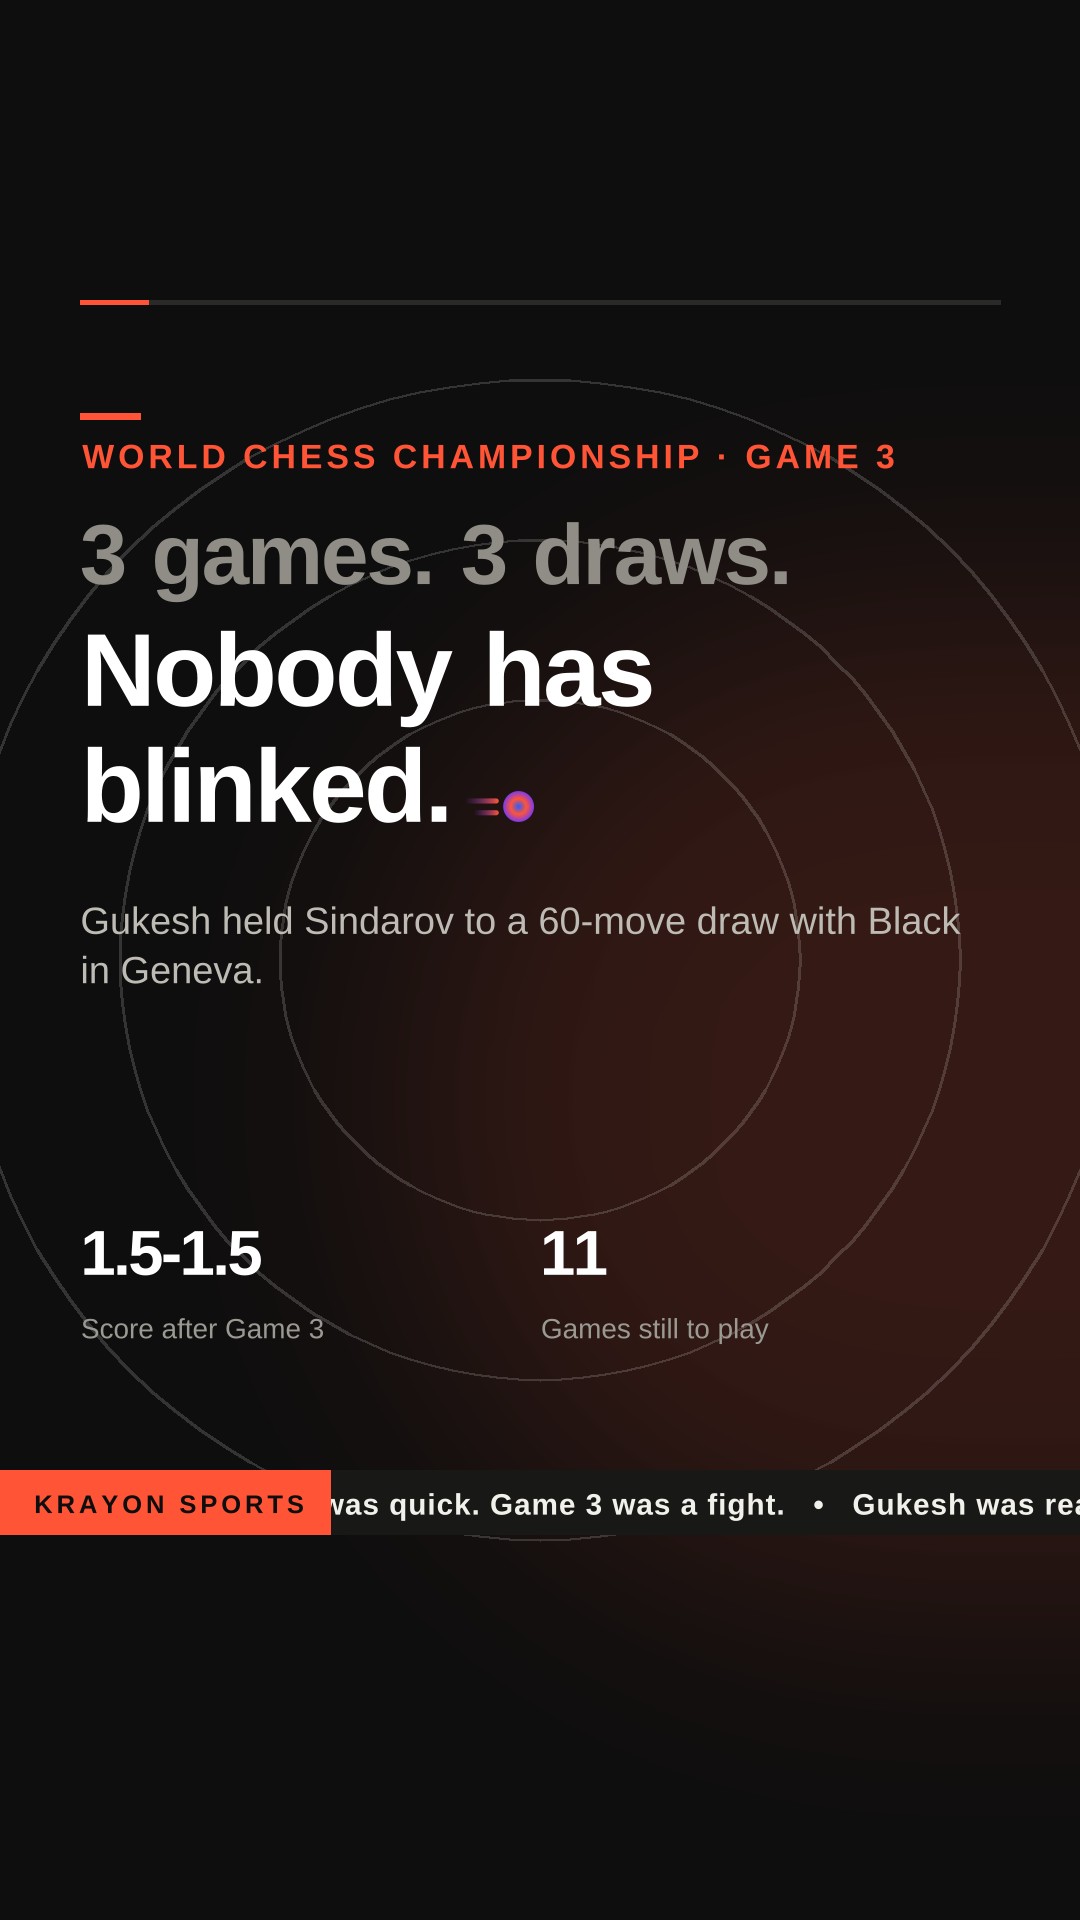 WORLD CHESS CHAMPIONSHIP · GAME 3
3 games. 3 draws.
Nobody has
blinked.
Gukesh held Sindarov to a 60-move draw with Black
in Geneva.
1.5-1.5
11
Score after Game 3
Games still to play
KRAYON SPORTS
was quick. Game 3 was a fight. • Gukesh was